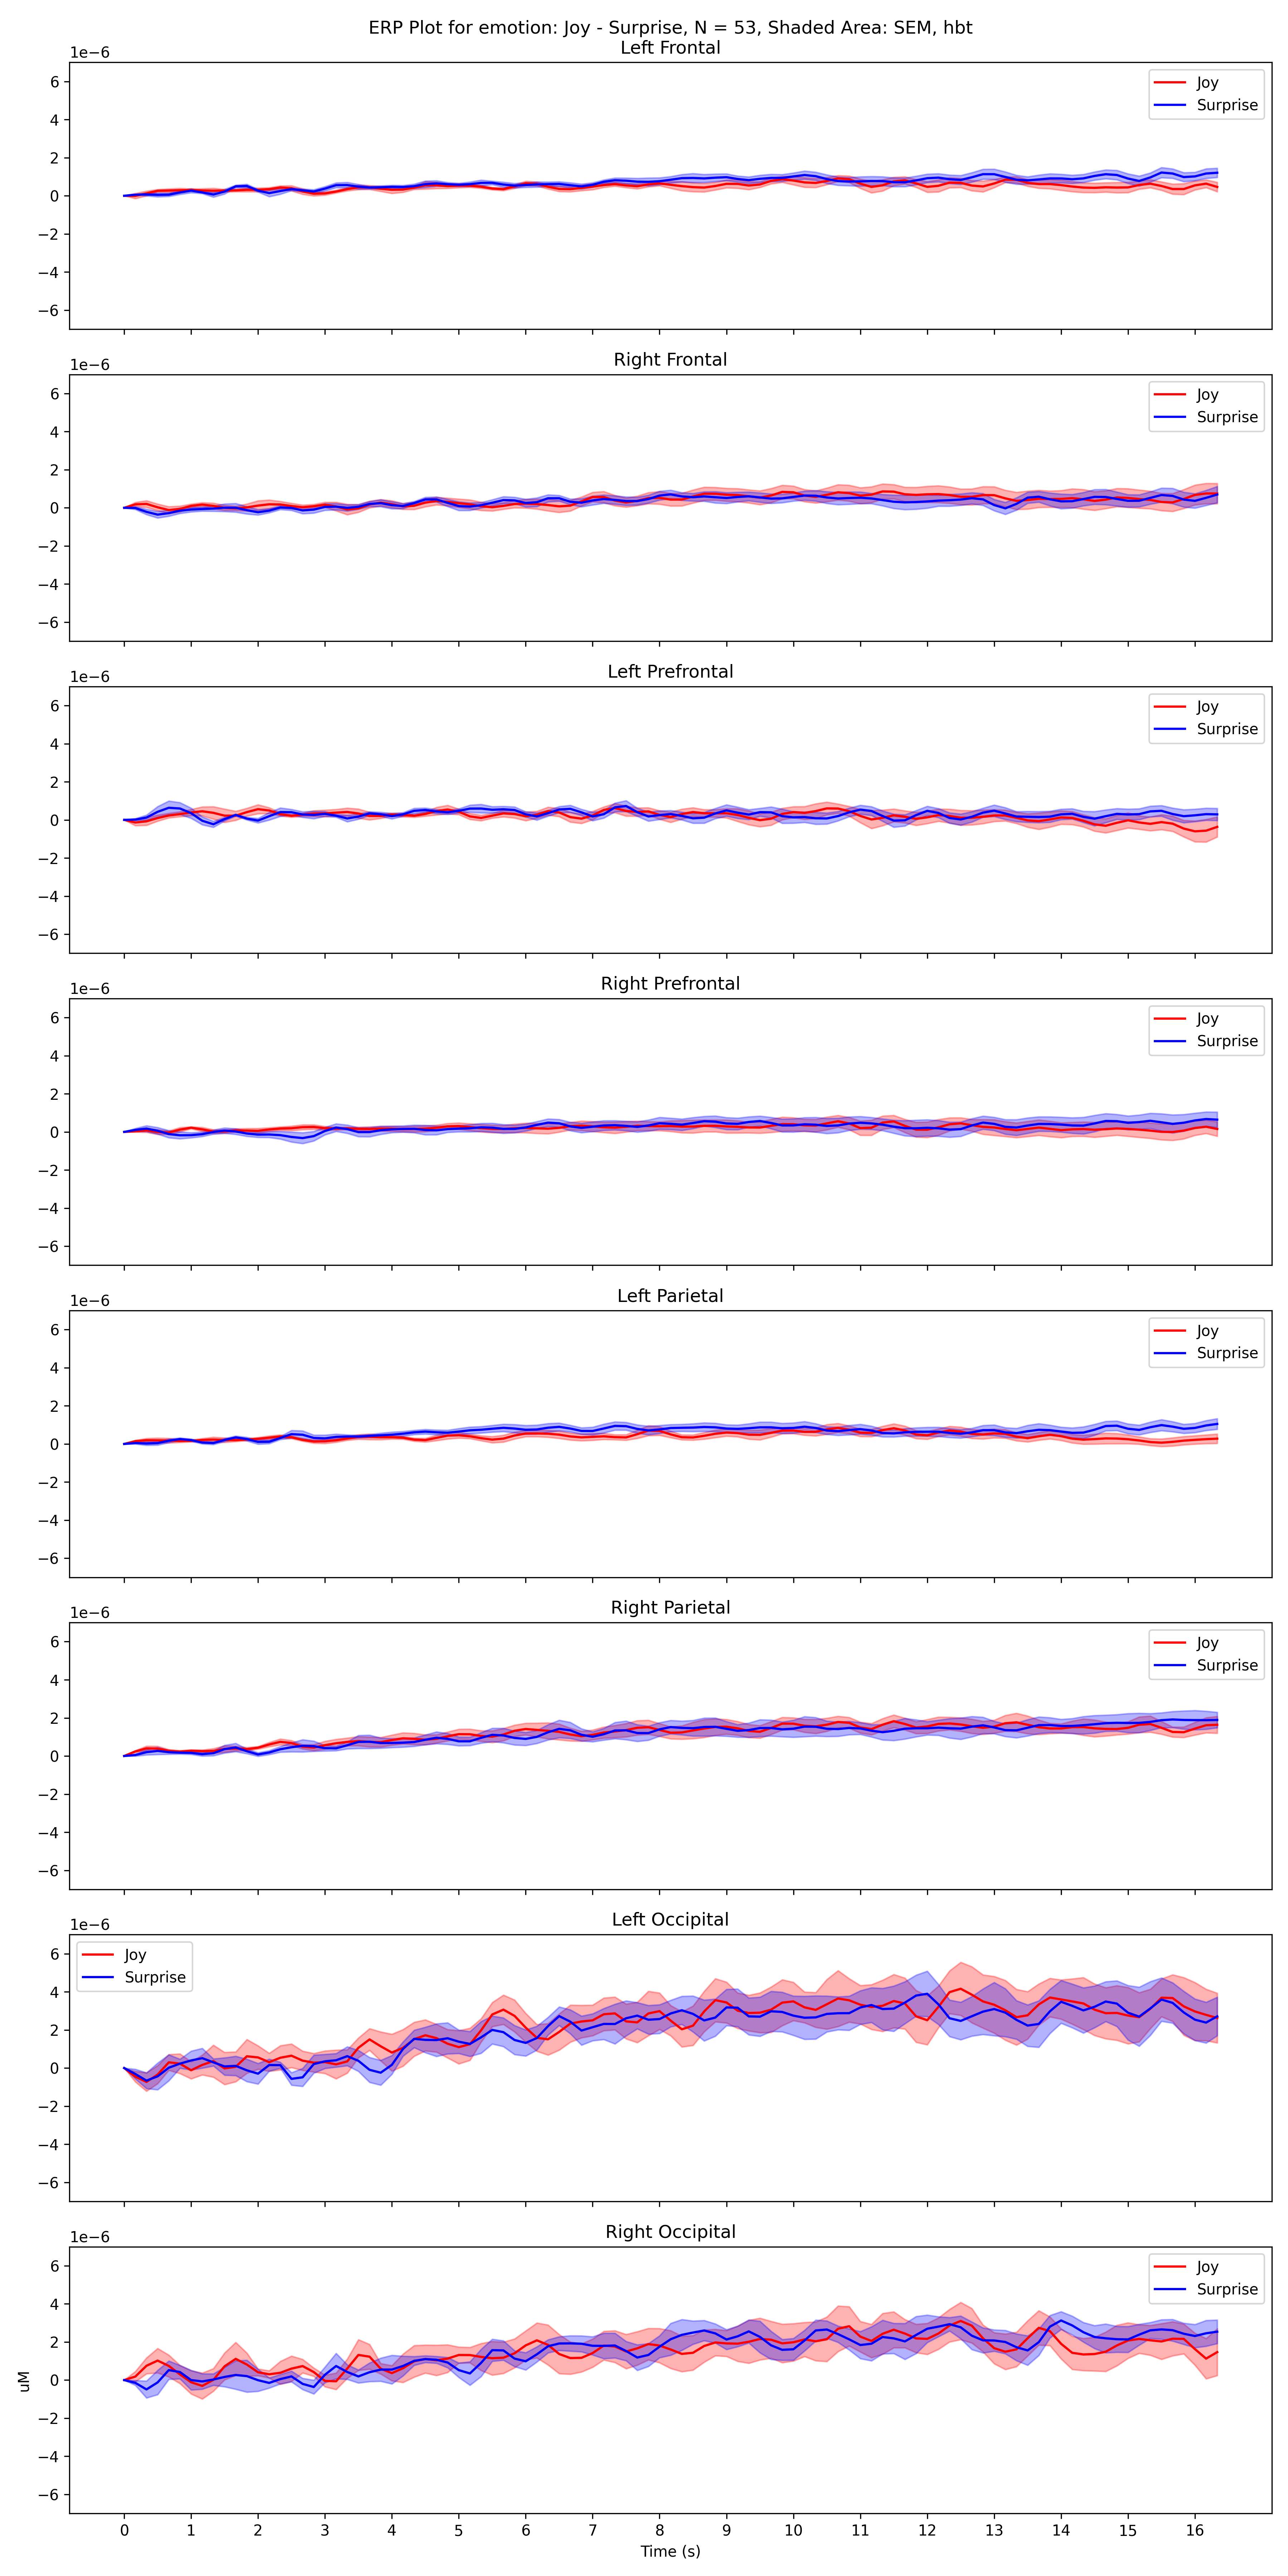 ERP Plot for emotion: Joy - Surprise, N = 53, Shaded Area: SEM, hbt
Left Frontal
1e−6
6
4
2
0
−2
−4
−6
Joy
Surprise
Right Frontal
1e−6
6
4
2
0
−2
−4
−6
Joy
Surprise
Left Prefrontal
1e−6
6
4
2
0
−2
−4
−6
Joy
Surprise
Right Prefrontal
1e−6
6
4
2
0
−2
−4
−6
Joy
Surprise
Left Parietal
1e−6
6
4
2
0
−2
−4
−6
Joy
Surprise
Right Parietal
1e−6
6
4
2
0
−2
−4
−6
Joy
Surprise
Left Occipital
1e−6
6
4
2
0
−2
−4
−6
Joy
Surprise
Right Occipital
1e−6
6
4
2
0
−2
−4
−6
Joy
Surprise
uM
0 1 2 3 4 5 6 7 8 9 10 11 12 13 14 15 16
Time (s)